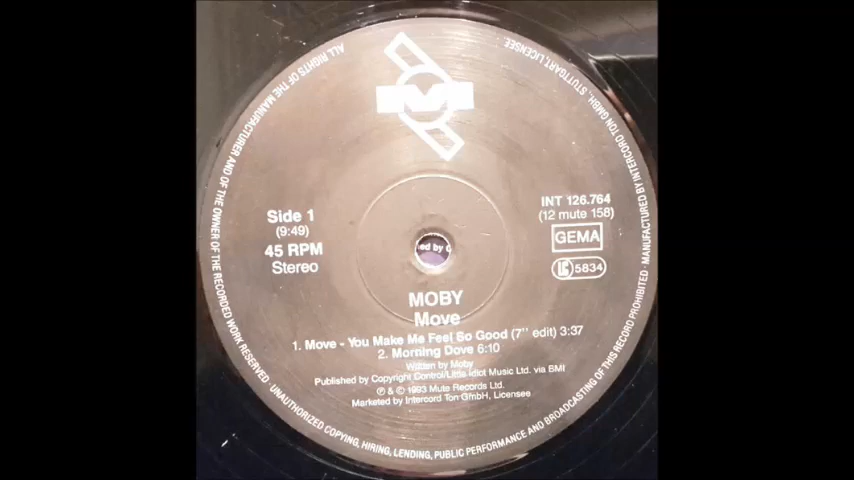 ALL RIGHTS OF THE MANUFACTURER AND OF THE OWNER OF THE RECORDED WORK RESERVED. UNAUTHORIZED COPYING, HIRING, LENDING, PUBLIC PERFORMANCE AND BROADCASTING OF THIS RECORD PROHIBITED · MANUFACTURED BY INTERCORD TON GMBH., STUTTGART, LICENSEE.
Side 1
(9:49)
45 RPM
Stereo
INT 126.764
(12 mute 158)
GEMA
LC 5834
ed by
MOBY
Move
1. Move - You Make Me Feel So Good (7'' edit) 3:37
2. Morning Dove 6:10
Written by Moby
Published by Copyright Control/Little Idiot Music Ltd. via BMI
℗ & © 1993 Mute Records Ltd.
Marketed by Intercord Ton GmbH, Licensee